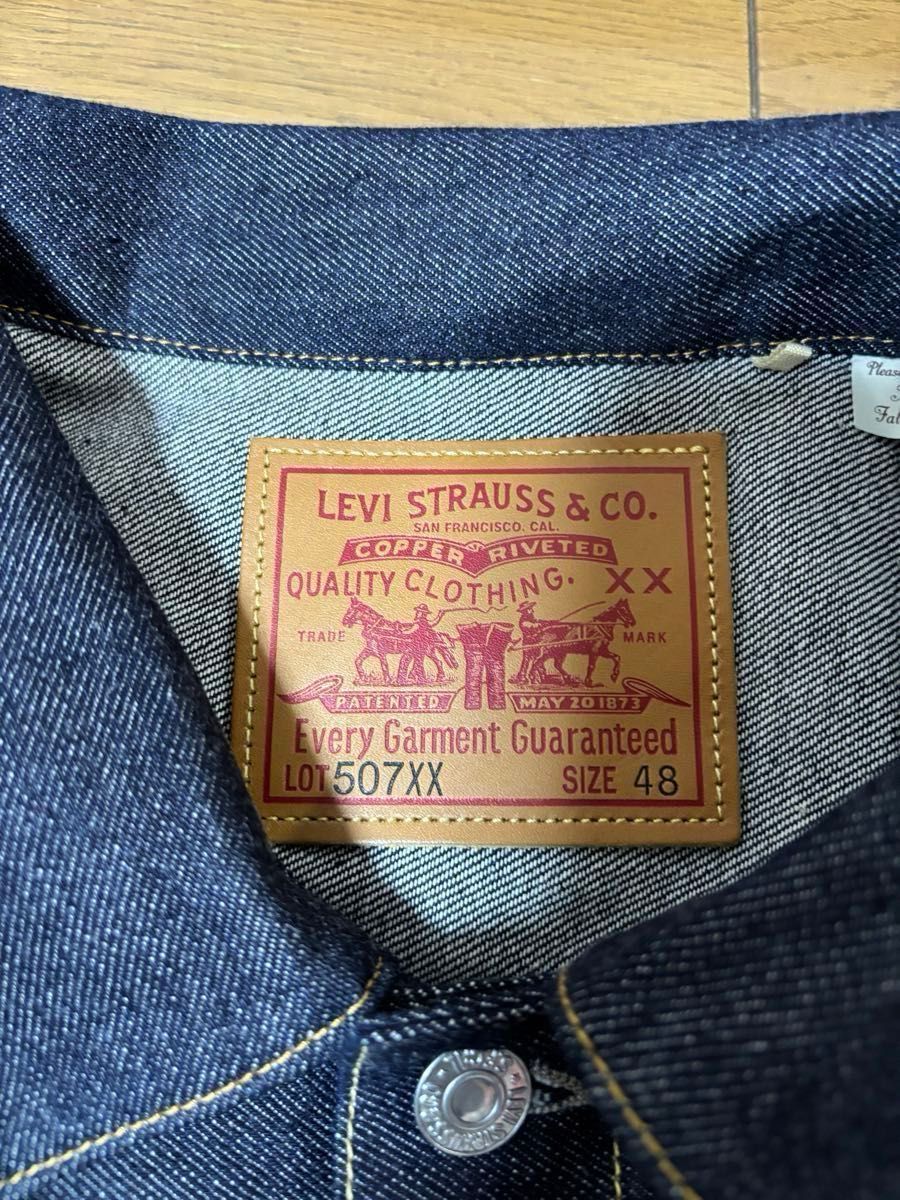 LEVI STRAUSS & CO.
SAN FRANCISCO. CAL.
COPPER RIVETED
QUALITY CLOTHING. XX
TRADE MARK
PATENTED MAY 20 1873
Every Garment Guaranteed
LOT 507XX SIZE 48